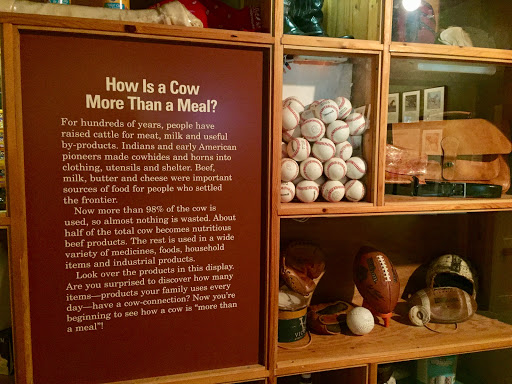 How Is a Cow
More Than a Meal?
For hundreds of years, people have
raised cattle for meat, milk and useful
by-products. Indians and early American
pioneers made cowhides and horns into
clothing, utensils and shelter. Beef,
milk, butter and cheese were important
sources of food for people who settled
the frontier.
Now more than 98% of the cow is
used, so almost nothing is wasted. About
half of the total cow becomes nutritious
beef products. The rest is used in a wide
variety of medicines, foods, household
items and industrial products.
Look over the products in this display.
Are you surprised to discover how many
items—products your family uses every
day—have a cow-connection? Now you're
beginning to see how a cow is "more than
a meal"!